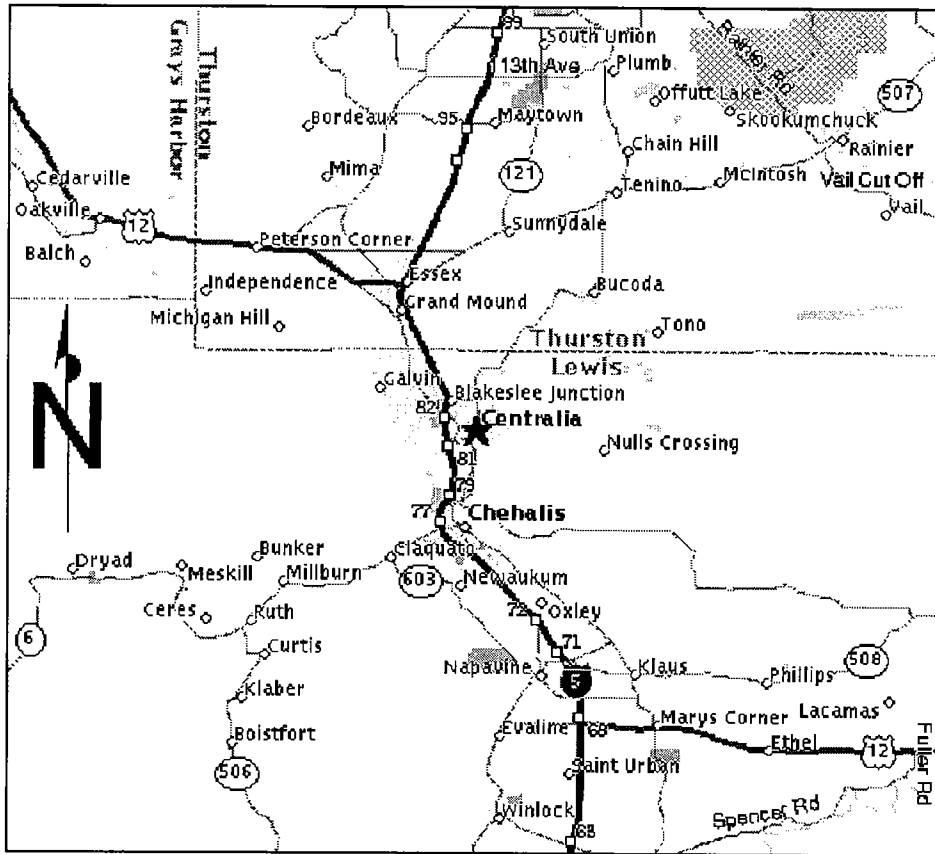 99
South Union
13th Ave
Plumb
Rainier RD
Thurston
Grays Harbor
Offutt Lake
507
Bordeaux
95
Maytown
Skookumchuck
Chain Hill
Rainier
Mima
121
Cedarville
Tenino
McIntosh
Vail Cut Off
Oakville
12
Sunnydale
Vail
Balch
Peterson Corner
Essex
Independence
Bucoda
Grand Mound
Michigan Hill
Tono
Thurston
Lewis
Galvin
Blakeslee Junction
82
Centralia
N
Nulls Crossing
81
79
77
Chehalis
Dryad
Bunker
Claquato
Meskill
Millburn
603
Newaukum
Ceres
Ruth
72
Oxley
6
Curtis
71
Napavine
5
Klaus
508
Phillips
Klaber
Lacamas
Evaline
68
Marys Corner
Boistfort
Ethel
12
Fuller Rd
506
Saint Urban
Winlock
Spencer Rd
63